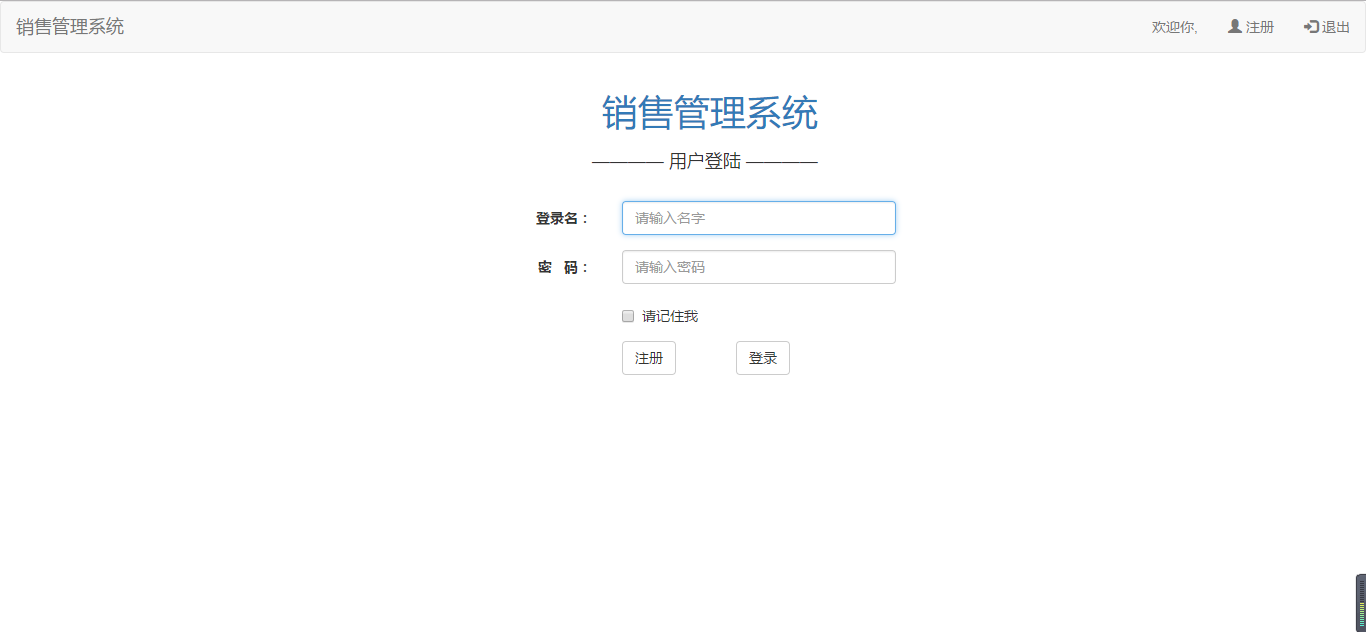 销售管理系统 欢迎你, 注册 退出
销售管理系统
———— 用户登陆 ————
登录名： 请输入名字
密 码： 请输入密码
请记住我
注册 登录